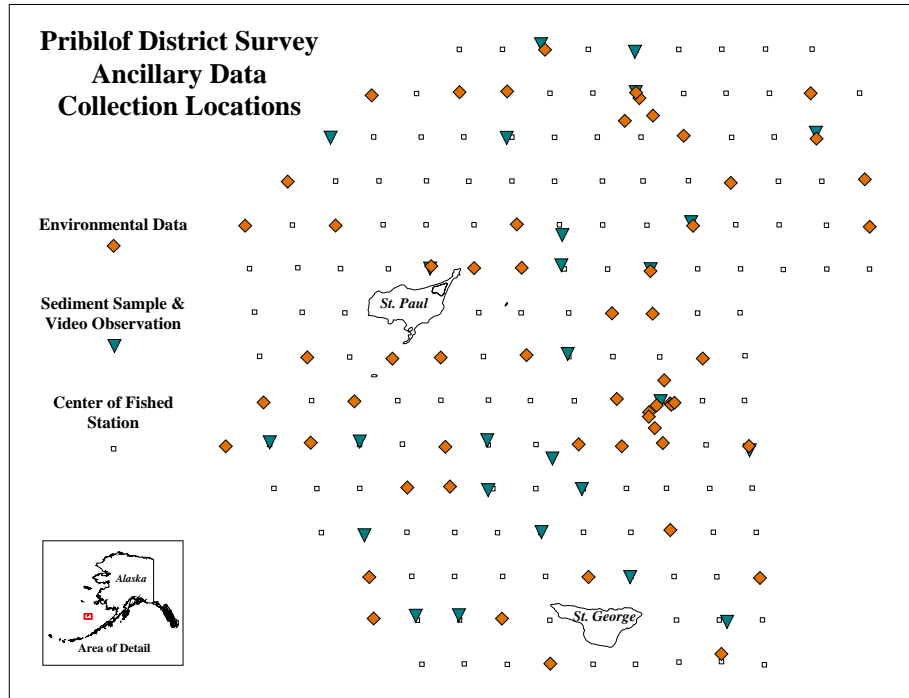 Pribilof District Survey
Ancillary Data
Collection Locations
Environmental Data
Sediment Sample &
Video Observation
Center of Fished
Station
St. Paul
St. George
Alaska
Area of Detail